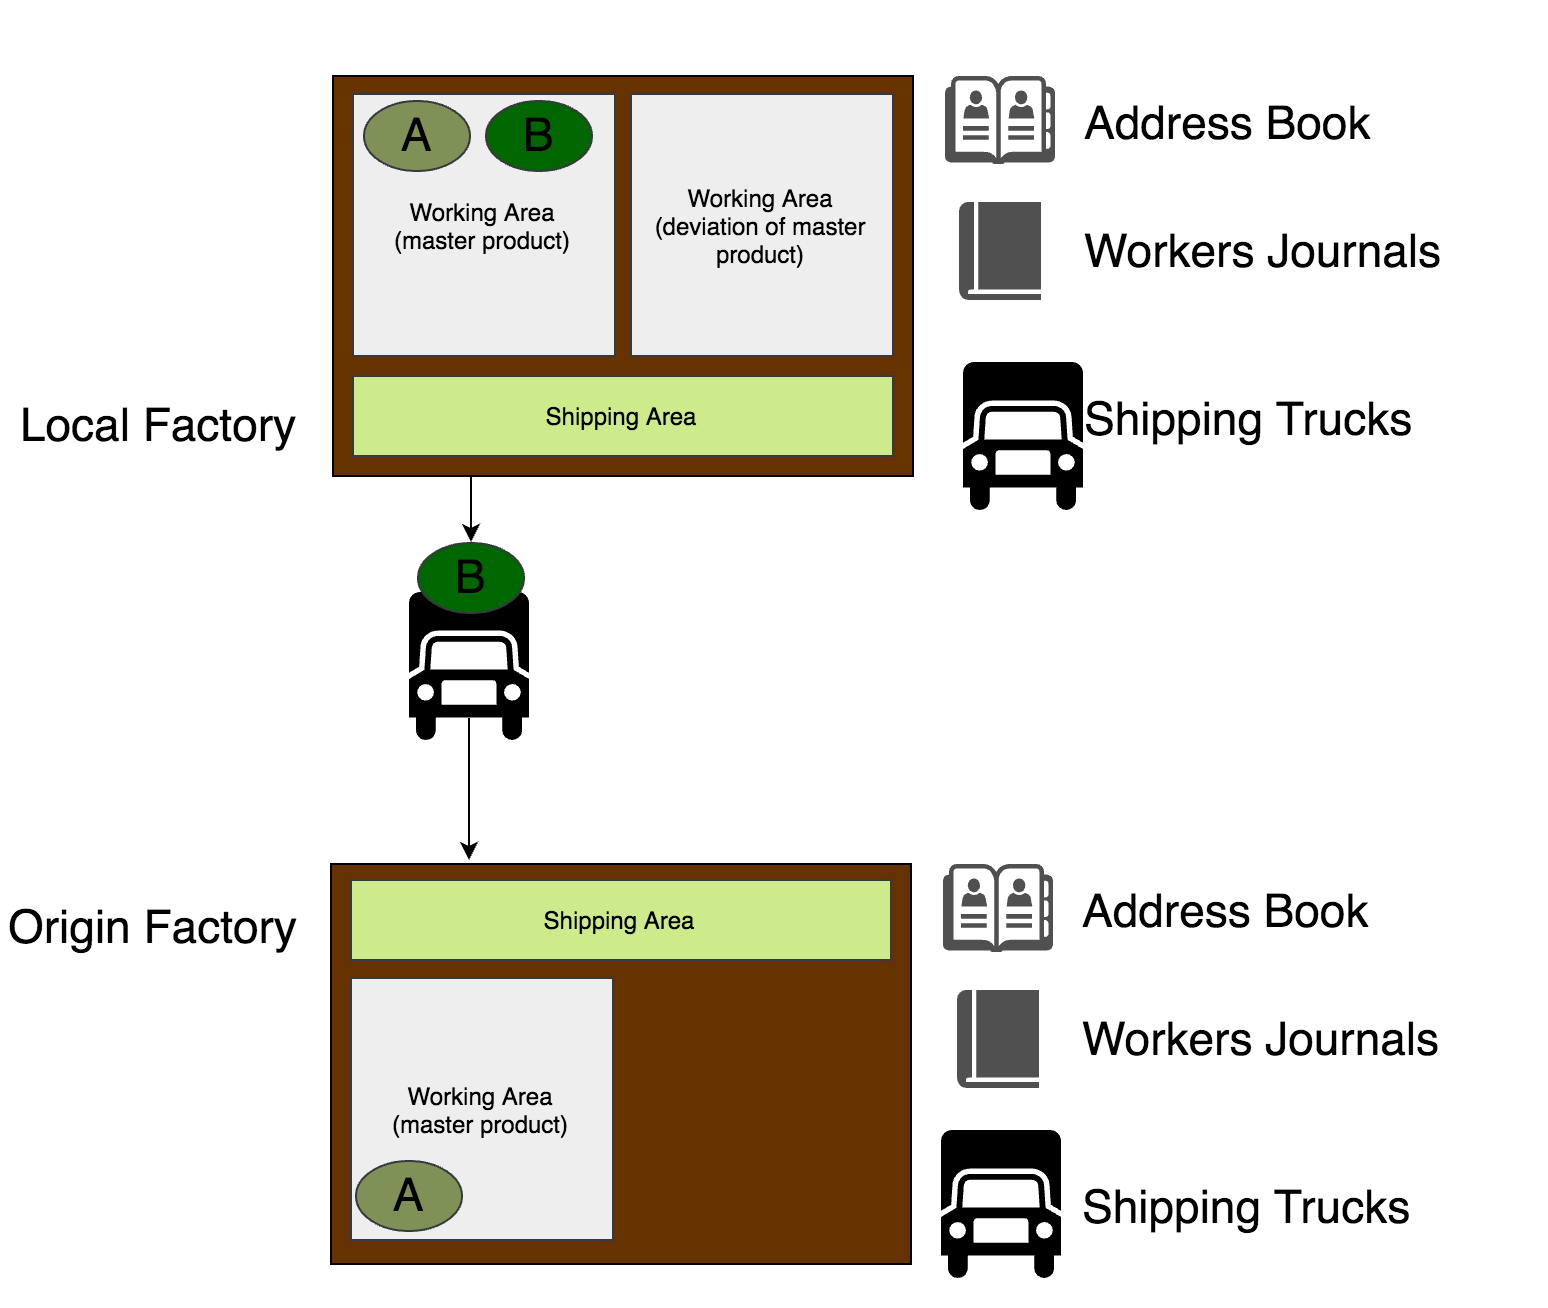 A
B
Working Area
(master product)
Working Area
(deviation of master
product)
Shipping Area
Local Factory
Address Book
Workers Journals
Shipping Trucks
B
Origin Factory
Shipping Area
Working Area
(master product)
A
Address Book
Workers Journals
Shipping Trucks